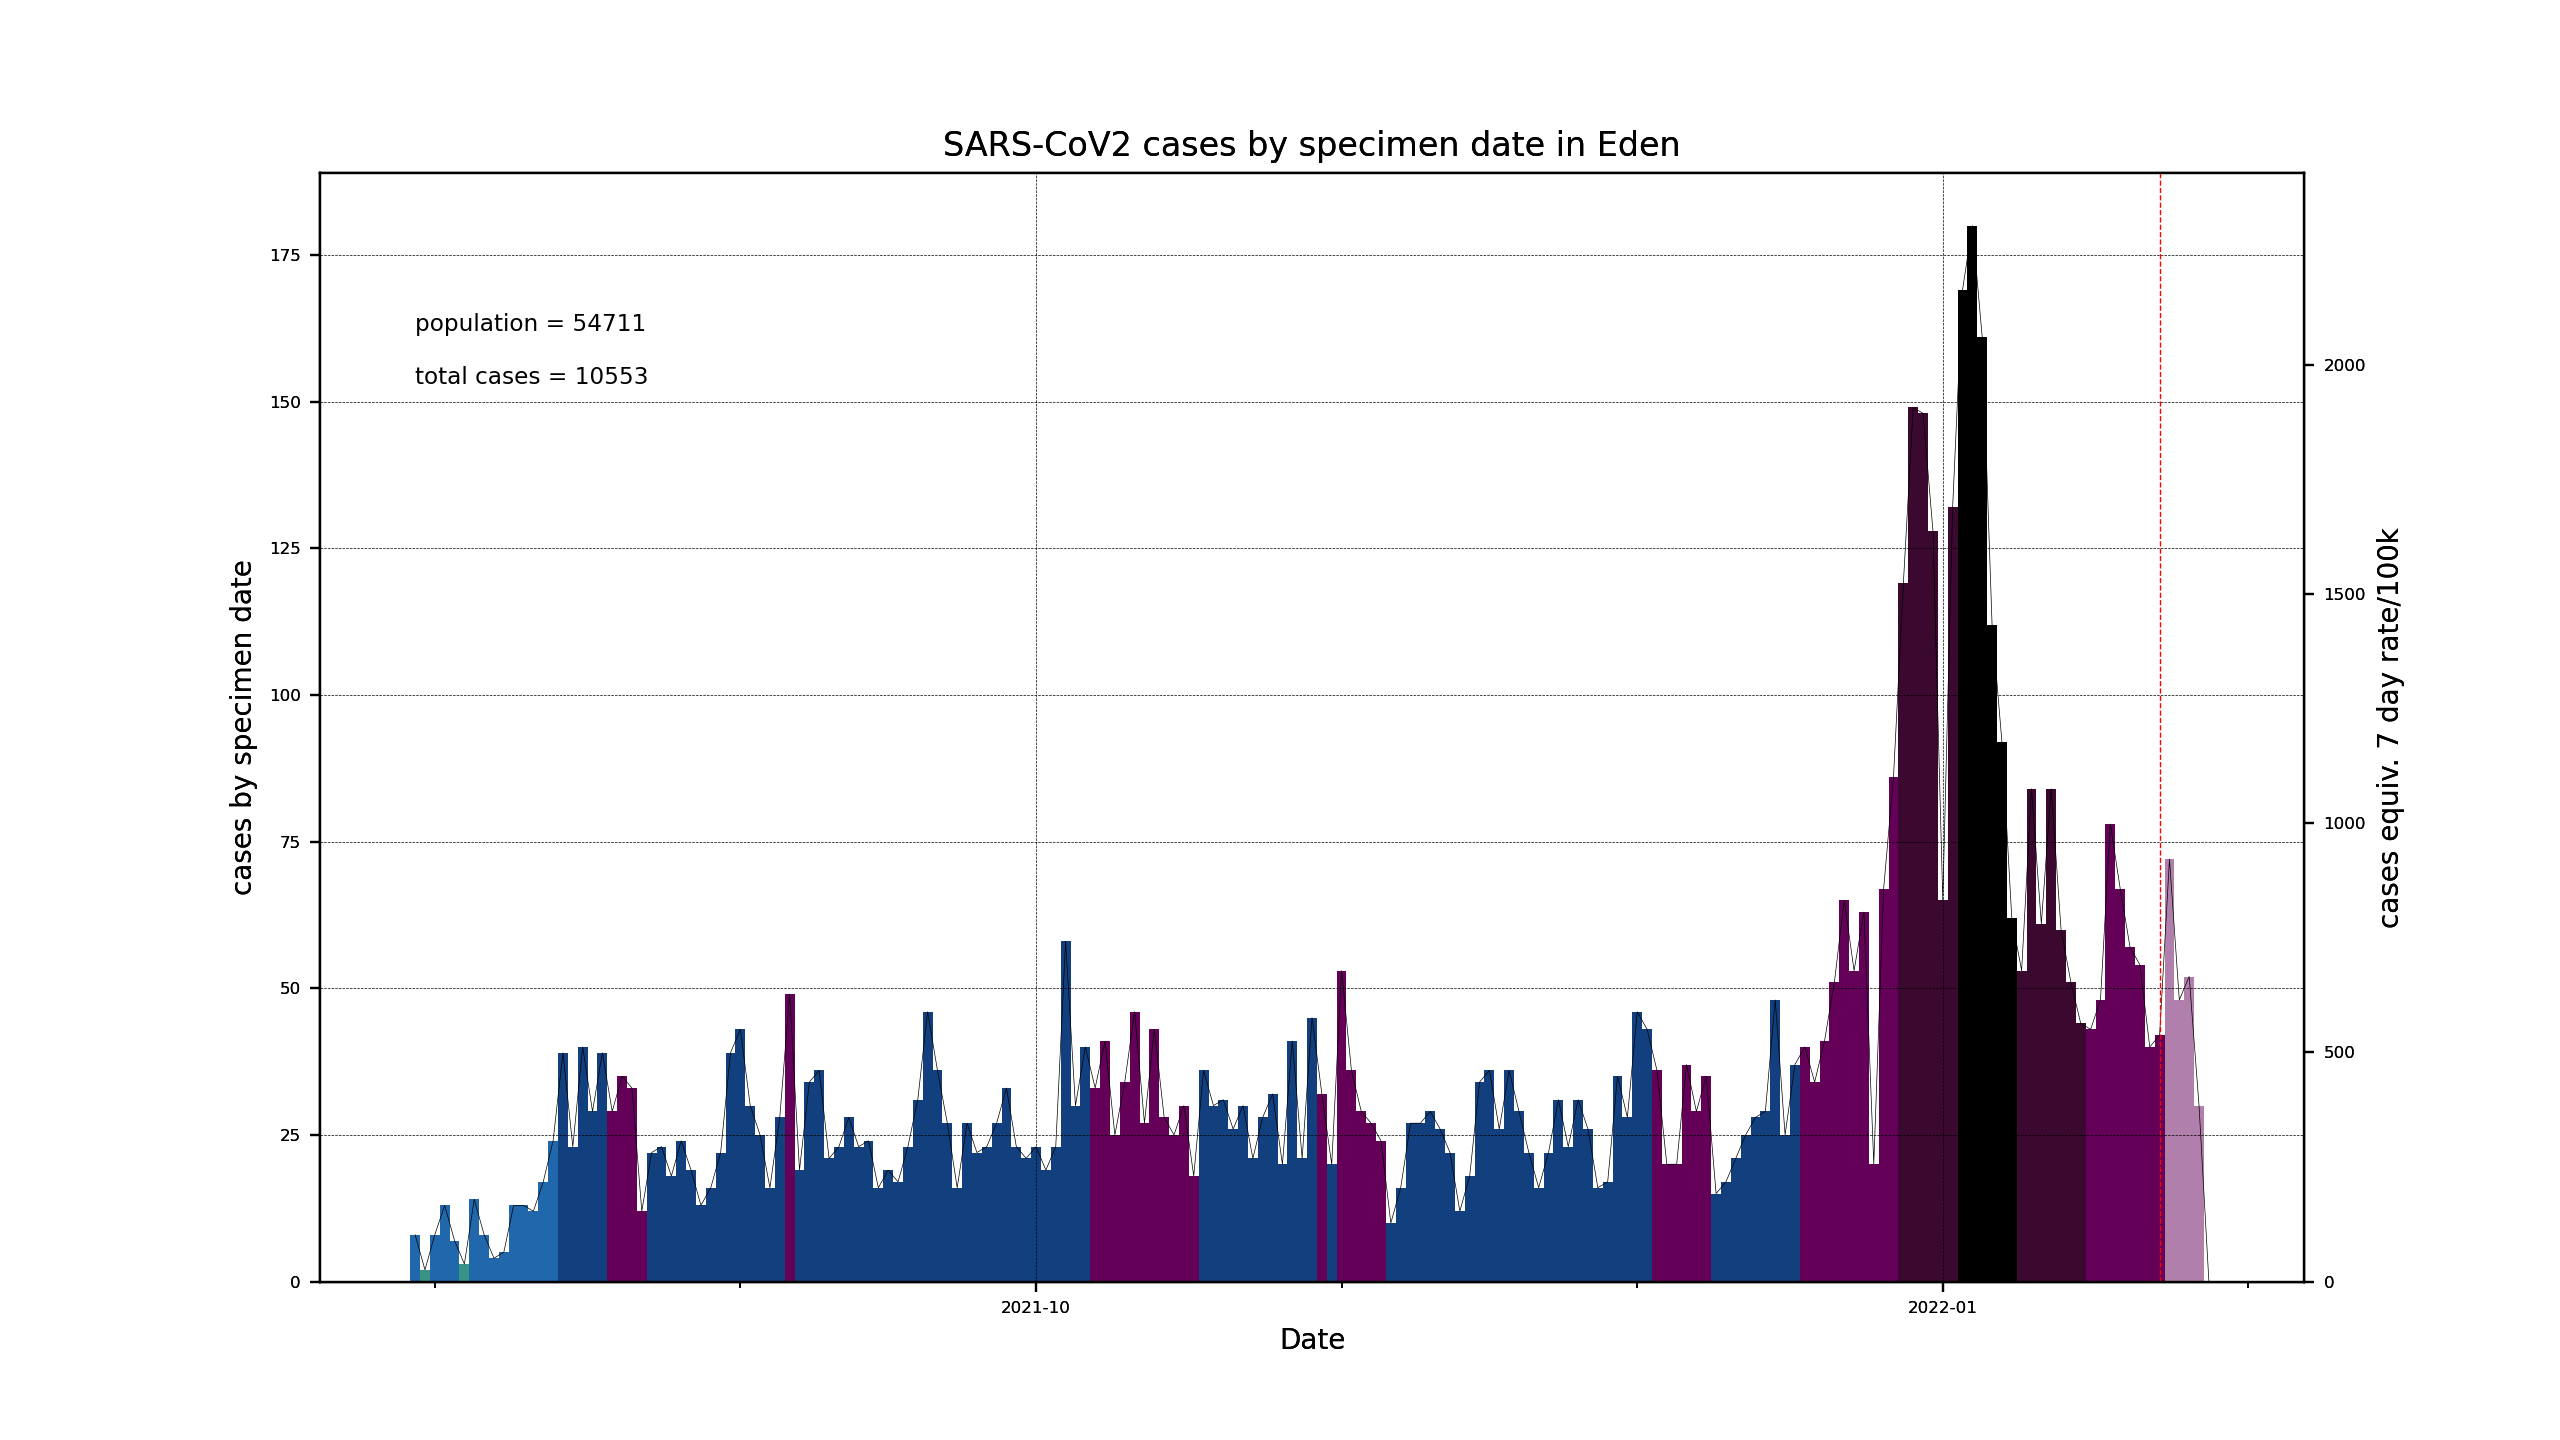 SARS-CoV2 cases by specimen date in Eden
population = 54711
total cases = 10553
cases by specimen date
175
150
125
100
75
50
25
0
2021-10
2022-01
Date
2000
1500
1000
500
0
cases equiv. 7 day rate/100k